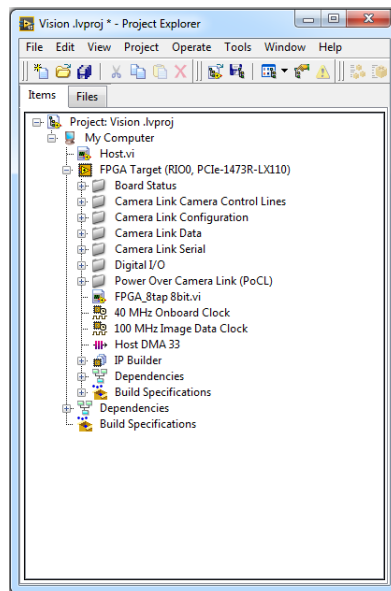 Vision .lvproj * - Project Explorer
File Edit View Project Operate Tools Window Help
Items Files
Project: Vision .lvproj
My Computer
Host.vi
FPGA Target (RIO0, PCIe-1473R-LX110)
Board Status
Camera Link Camera Control Lines
Camera Link Configuration
Camera Link Data
Camera Link Serial
Digital I/O
Power Over Camera Link (PoCL)
FPGA_8tap 8bit.vi
40 MHz Onboard Clock
100 MHz Image Data Clock
Host DMA 33
IP Builder
Dependencies
Build Specifications
Dependencies
Build Specifications